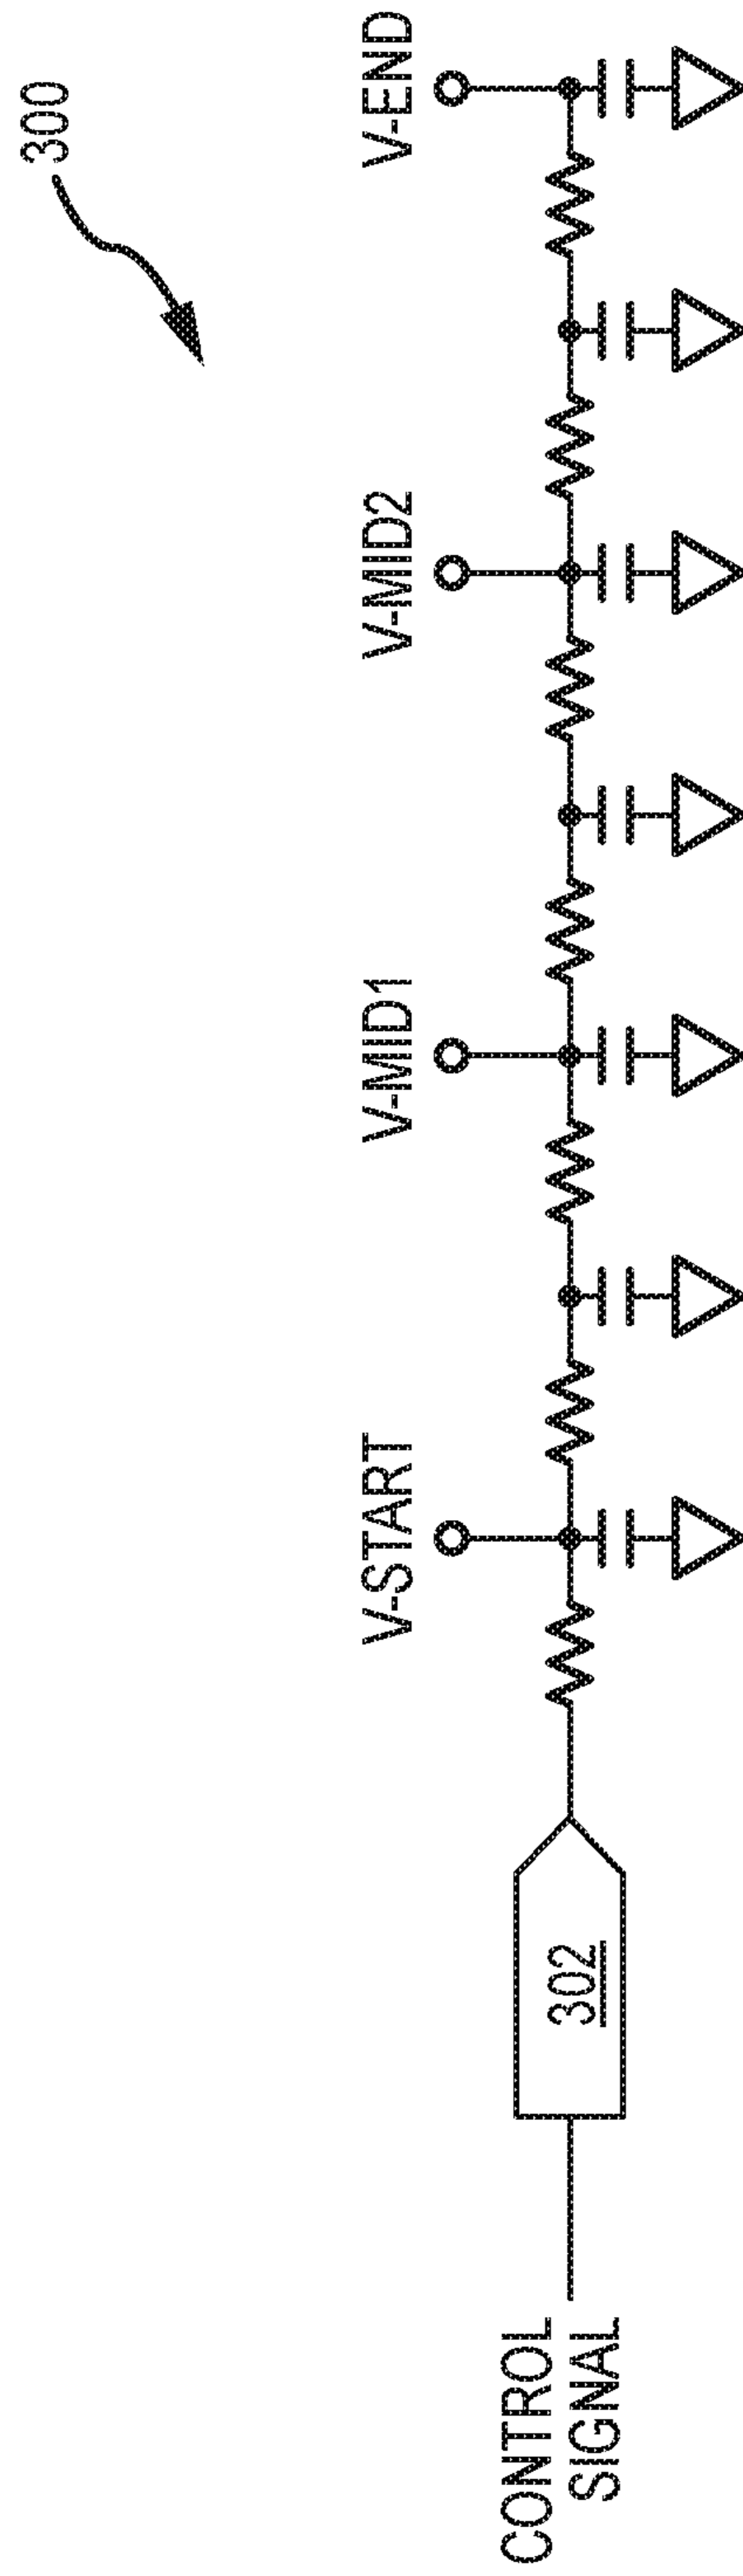 300
V-START
V-MID1
V-MID2
V-END
CONTROL
SIGNAL
302